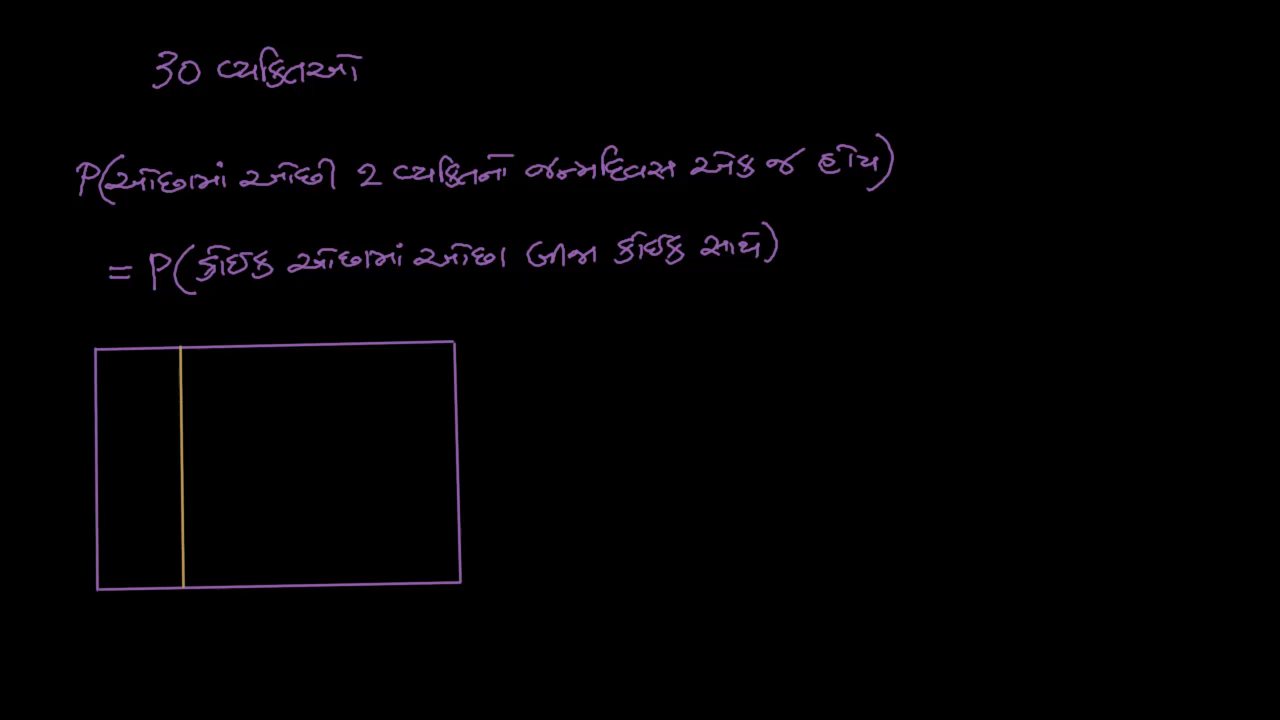 30 વ્યક્તિઓ
P(ઓછામાં ઓછી 2 વ્યક્તિનો જન્મદિવસ એક જ હોય)
= P(કોઈક ઓછામાં ઓછા બીજા કોઈક સાથે)